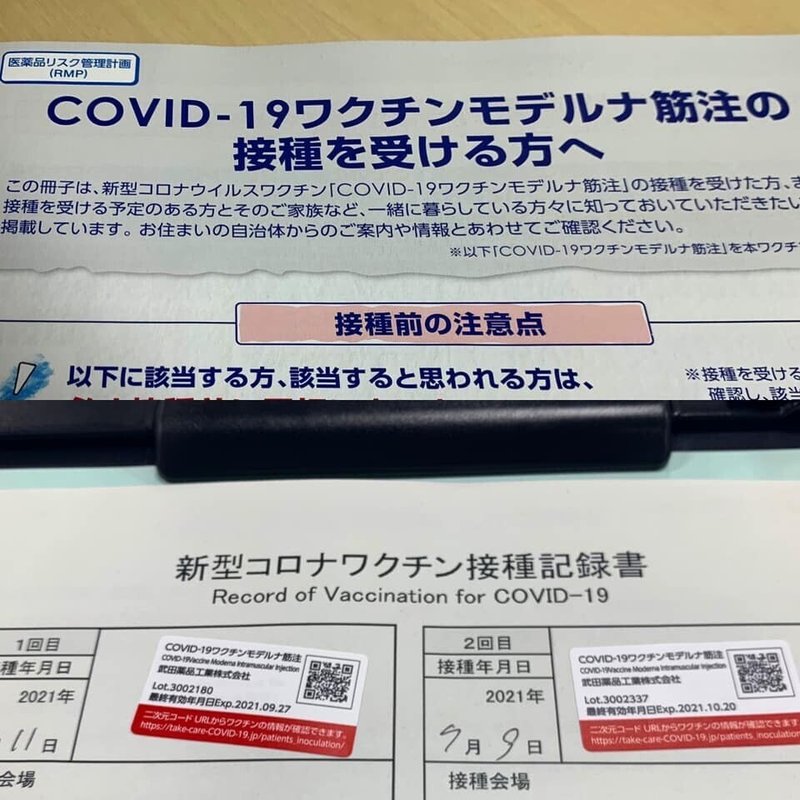 医薬品リスク管理計画
(RMP)
COVID-19ワクチンモデルナ筋注の
接種を受ける方へ
この冊子は、新型コロナウイルスワクチン「COVID-19ワクチンモデルナ筋注」の接種を受けた方、
接種を受ける予定のある方とそのご家族など、一緒に暮らしている方々に知っておいていただきたい
掲載しています。お住まいの自治体からのご案内や情報とあわせてご確認ください。
※以下「COVID-19ワクチンモデルナ筋注」を本ワクチ
接種前の注意点
以下に該当する方、該当すると思われる方は、
※接種を受ける
確認し、該当
新型コロナワクチン接種記録書
Record of Vaccination for COVID-19
1回目
種年月日
2021年
11日
会場
COVID-19ワクチンモデルナ筋注
COVID-19Vaccine Moderna Intramuscular Injection
武田薬品工業株式会社
Lot.3002180
最終有効年月日Exp.2021.09.27
二次元コード URLからワクチンの情報が確認できます。
https://take-care-COVID-19.jp/patients_inoculation/
2回目
接種年月日
2021年
7月9日
接種会場
COVID-19ワクチンモデルナ筋注
COVID-19Vaccine Moderna Intramuscular Injection
武田薬品工業株式会社
Lot.3002337
最終有効年月日Exp.2021.10.20
二次元コード URLからワクチンの情報が確認できます
https://take-care-COVID-19.jp/patients_inoculation/